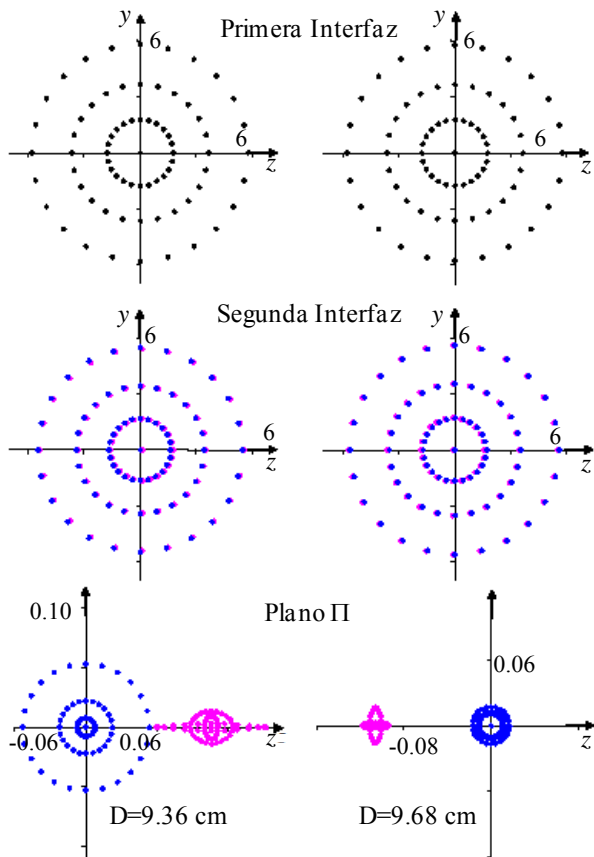 y Primera Interfaz y
6 6
6 6
z z
y Segunda Interfaz y
6 6
6 6
z z
0.10 Plano Π
0.06
-0.06 0.06 z -0.08 z
D=9.36 cm D=9.68 cm